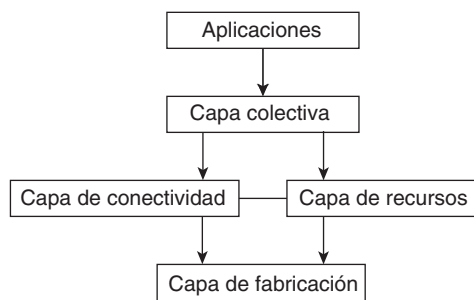 Aplicaciones
Capa colectiva
Capa de conectividad
Capa de recursos
Capa de fabricación